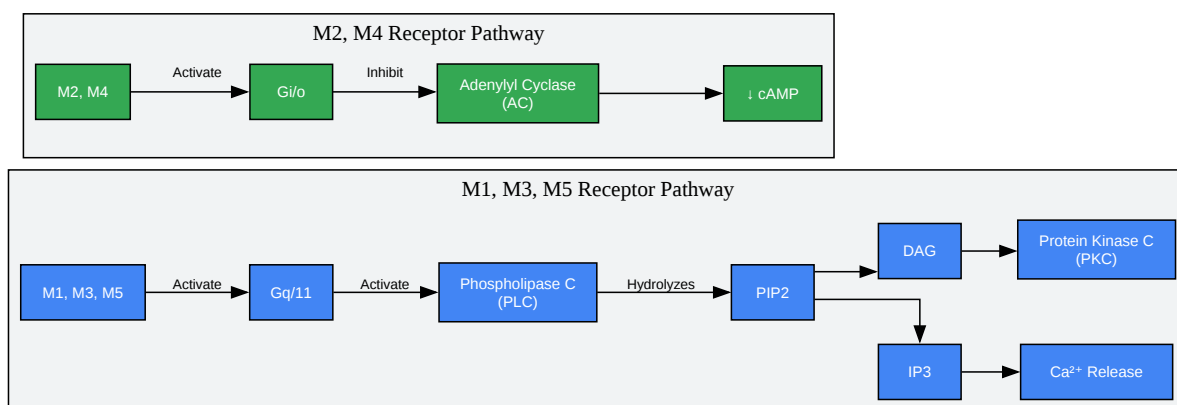 M2, M4 Receptor Pathway
M2, M4
Activate
Gi/o
Inhibit
Adenylyl Cyclase
(AC)
↓ cAMP
M1, M3, M5 Receptor Pathway
M1, M3, M5
Activate
Gq/11
Activate
Phospholipase C
(PLC)
Hydrolyzes
PIP2
DAG
Protein Kinase C
(PKC)
IP3
Ca²⁺ Release